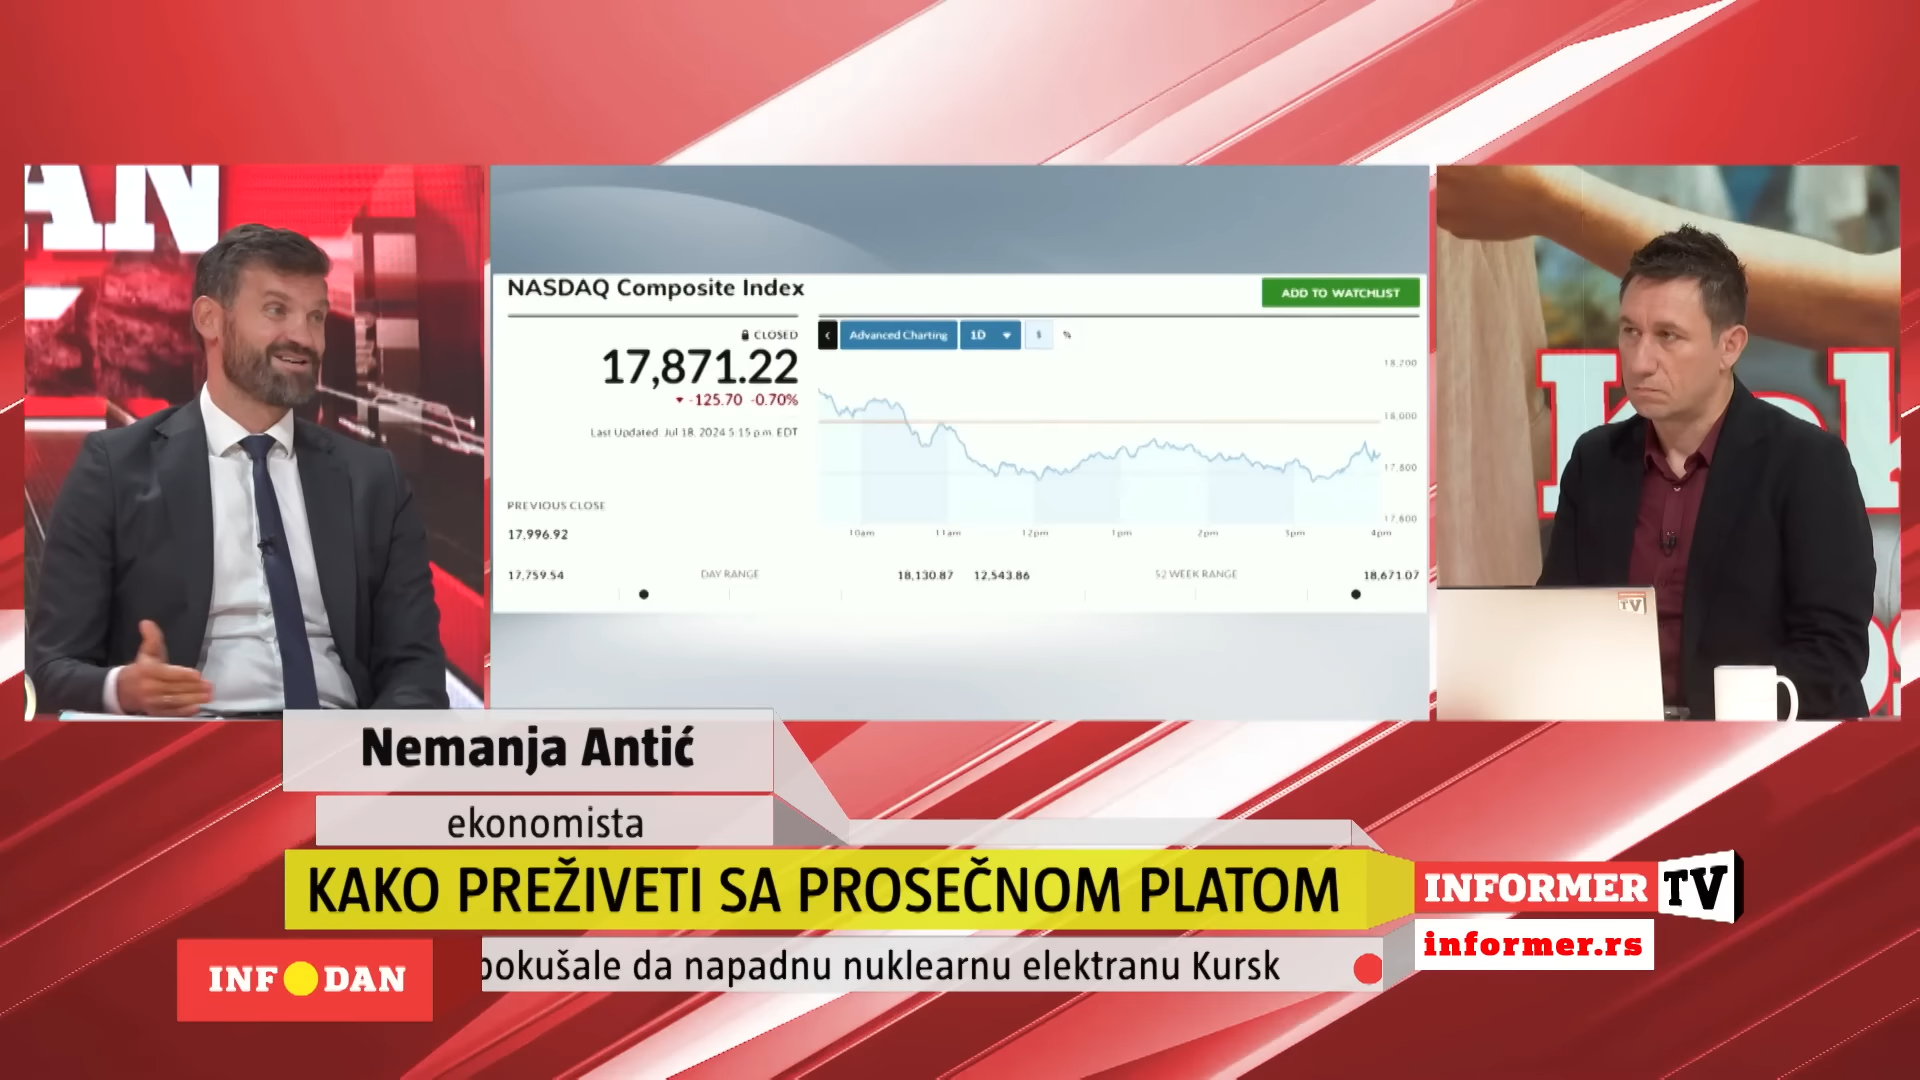 AN
NASDAQ Composite Index
ADD TO WATCHLIST
CLOSED
17,871.22
-125.70 -0.70%
Last Updated: Jul 18, 2024 5:15 p.m. EDT
Advanced Charting
1D
$
%
18,200
18,000
17,800
17,600
10am 11am 12pm 1pm 2pm 3pm 4pm
PREVIOUS CLOSE
17,996.92
17,759.54 DAY RANGE 18,130.87
12,543.86 52 WEEK RANGE 18,671.07
TV
Nemanja Antić
ekonomista
KAKO PREŽIVETI SA PROSEČNOM PLATOM
INFORMER TV
informer.rs
INFODAN
pokušale da napadnu nuklearnu elektranu Kursk